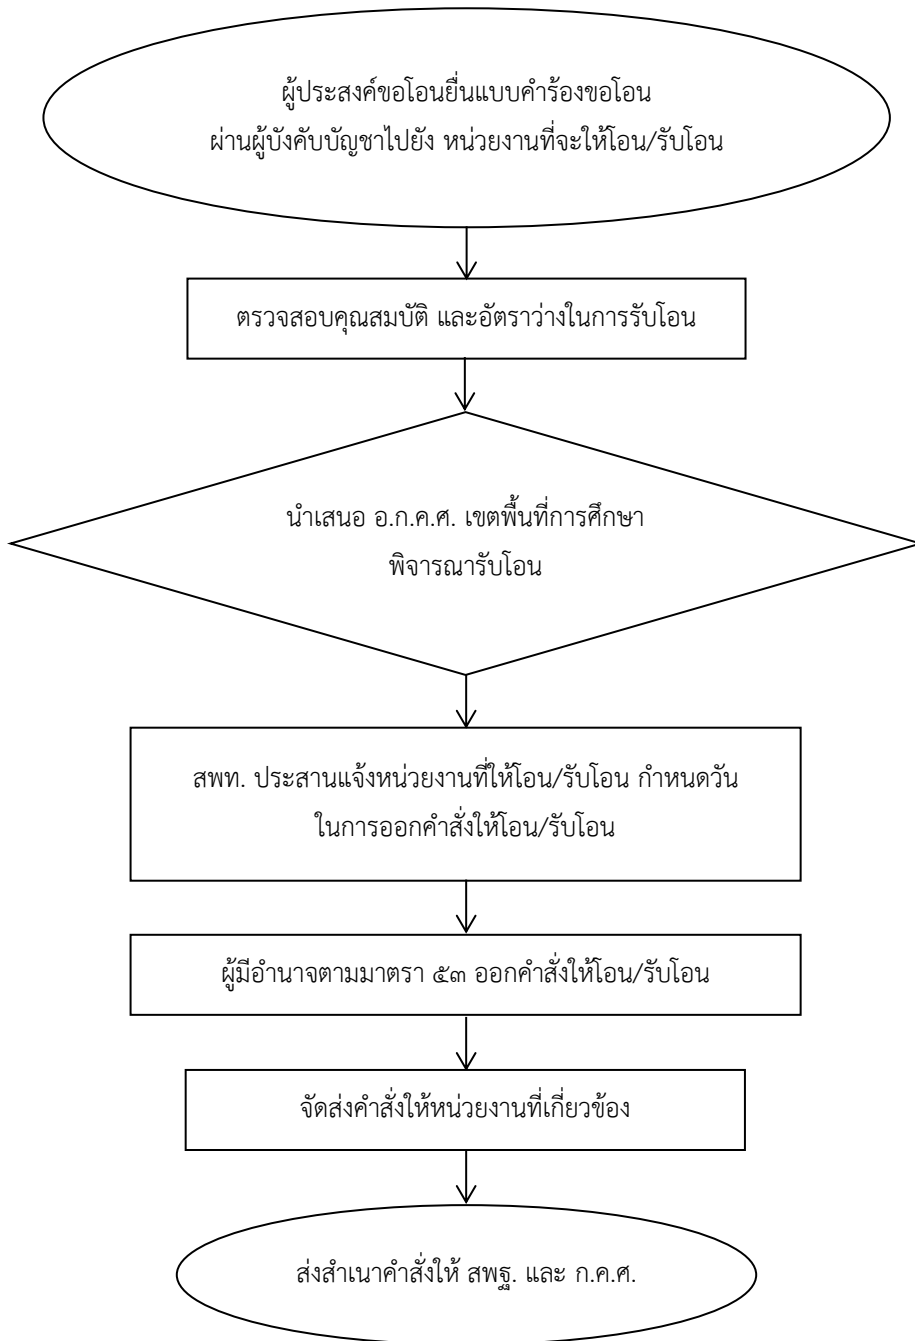 ผู้ประสงค์ขอโอนยื่นแบบคำร้องขอโอน
ผ่านผู้บังคับบัญชาไปยัง หน่วยงานที่จะให้โอน/รับโอน
ตรวจสอบคุณสมบัติ และอัตราว่างในการรับโอน
นำเสนอ อ.ก.ค.ศ. เขตพื้นที่การศึกษา
พิจารณารับโอน
สพท. ประสานแจ้งหน่วยงานที่ให้โอน/รับโอน กำหนดวัน
ในการออกคำสั่งให้โอน/รับโอน
ผู้มีอำนาจตามมาตรา ๕๓ ออกคำสั่งให้โอน/รับโอน
จัดส่งคำสั่งให้หน่วยงานที่เกี่ยวข้อง
ส่งสำเนาคำสั่งให้ สพฐ. และ ก.ค.ศ.